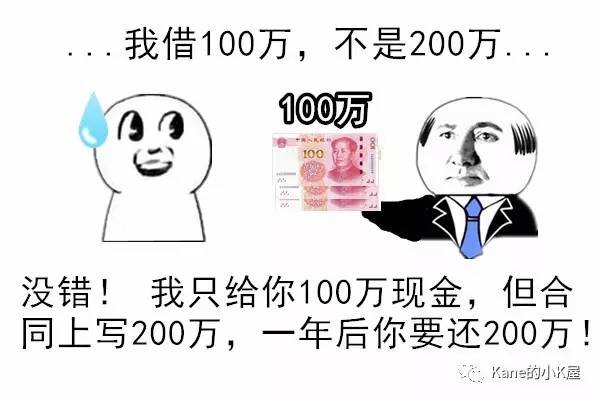 ...我借100万，不是200万...
100万
100
没错！ 我只给你100万现金，但合
同上写200万，一年后你要还200万！
Kane的小K屋